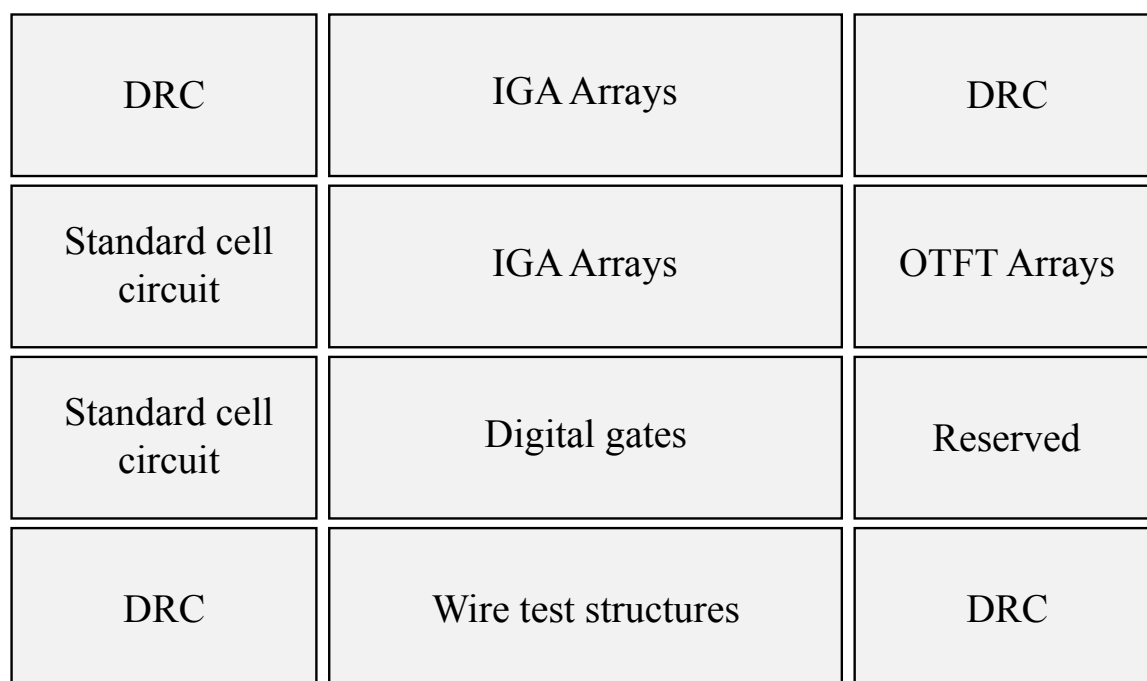 DRC
IGA Arrays
DRC
Standard cell
circuit
IGA Arrays
OTFT Arrays
Standard cell
circuit
Digital gates
Reserved
DRC
Wire test structures
DRC